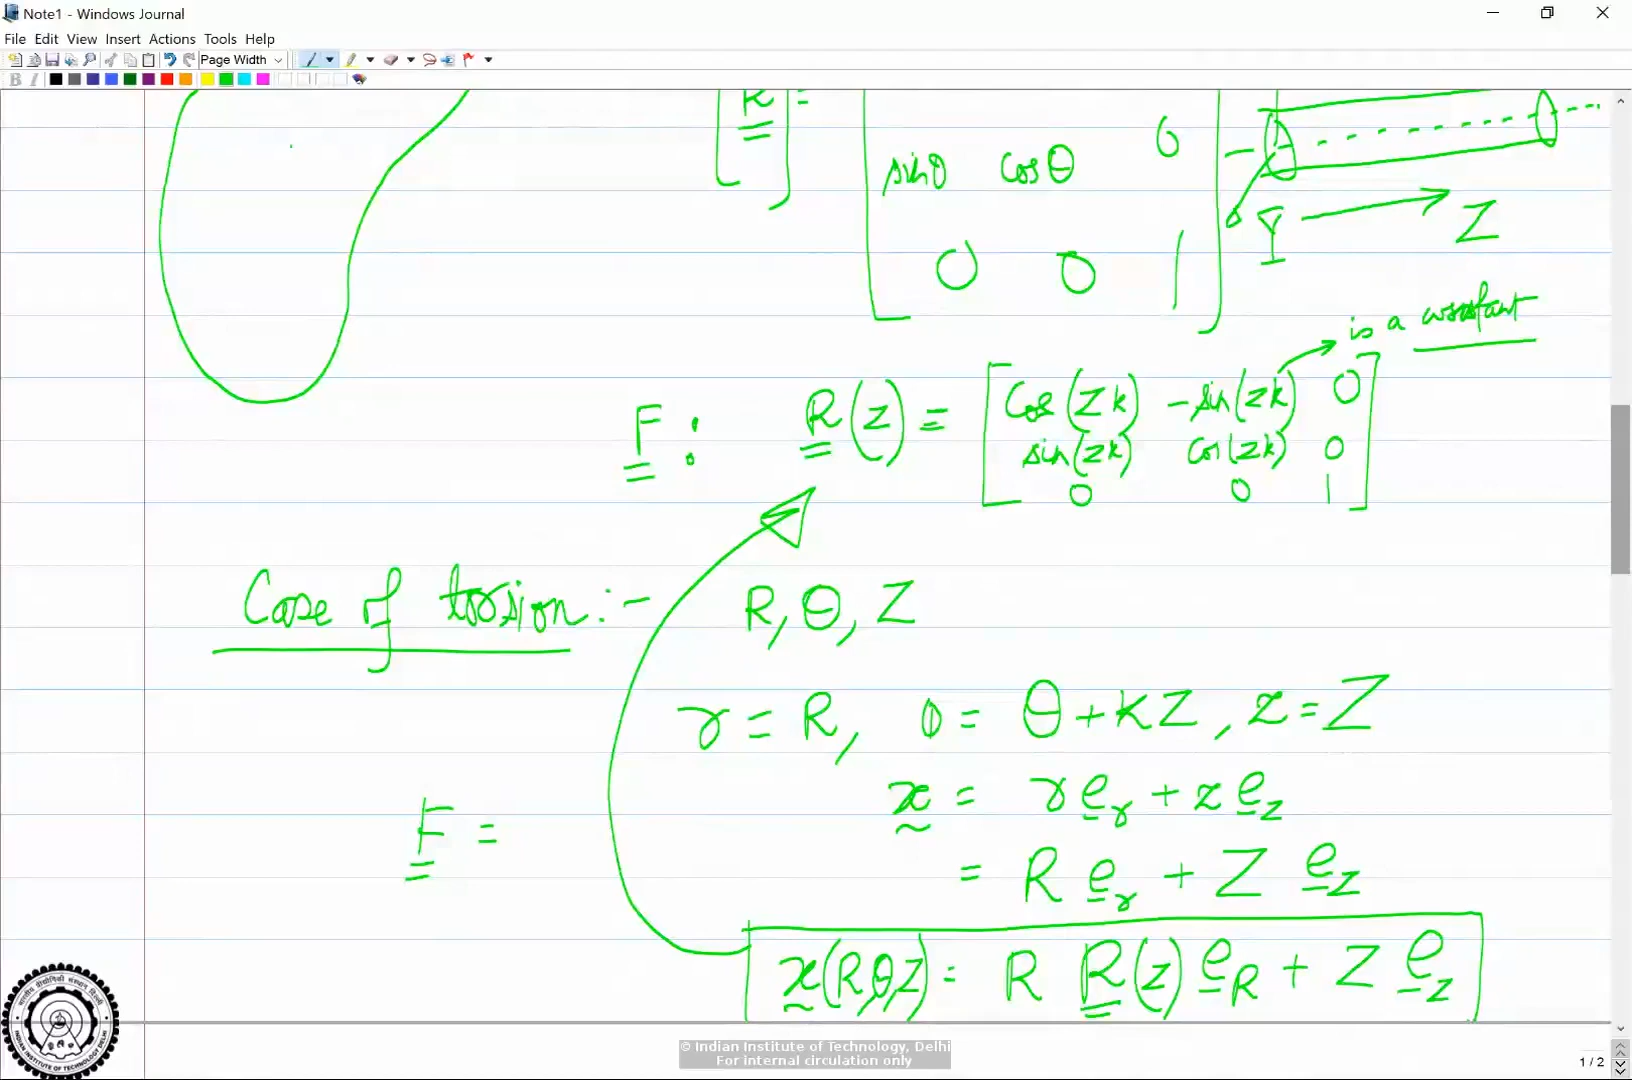 Note1 - Windows Journal
File Edit View Insert Actions Tools Help
Page Width
B I
[R] =
sinθ cosθ 0
0 0 1
Z
is a constant
F : R(z) = [cos(Zk) -sin(Zk) 0
sin(Zk) cos(Zk) 0
0 0 1]
Case of torsion :- R, Θ, Z
r = R, θ = Θ + KZ, z = Z
x = r e_r + z e_z
F =
= R e_r + Z e_z
x(R,Θ,Z) = R R(z) e_R + Z e_z
© Indian Institute of Technology, Delhi
For internal circulation only
1 / 2